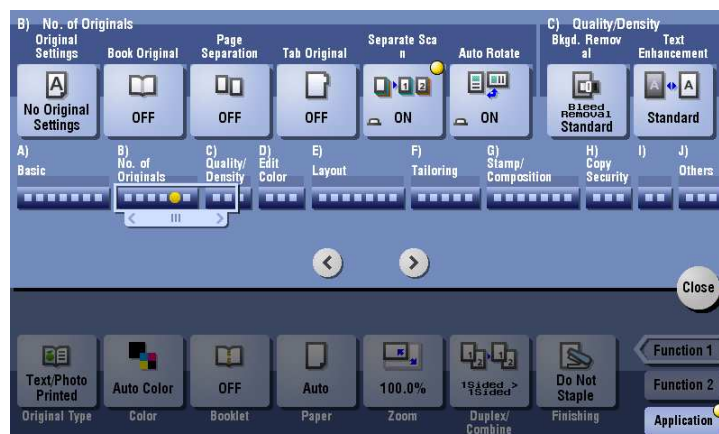 B) No. of Originals
C) Quality/Density
Original
Settings
Book Original
Page
Separation
Tab Original
Separate Sca
n
Auto Rotate
Bkgd. Remov
al
Text
Enhancement
No Original
Settings
OFF
OFF
OFF
ON
ON
Bleed
Removal
Standard
Standard
A)
Basic
B)
No. of
Originals
C)
Quality/
Density
D)
Edit
Color
E)
Layout
F)
Tailoring
G)
Stamp/
Composition
H)
Copy
Security
I)
J)
Others
Close
Text/Photo
Printed
Auto Color
OFF
Auto
100.0%
1Sided >
1Sided
Do Not
Staple
Original Type
Color
Booklet
Paper
Zoom
Duplex/
Combine
Finishing
Function 1
Function 2
Application